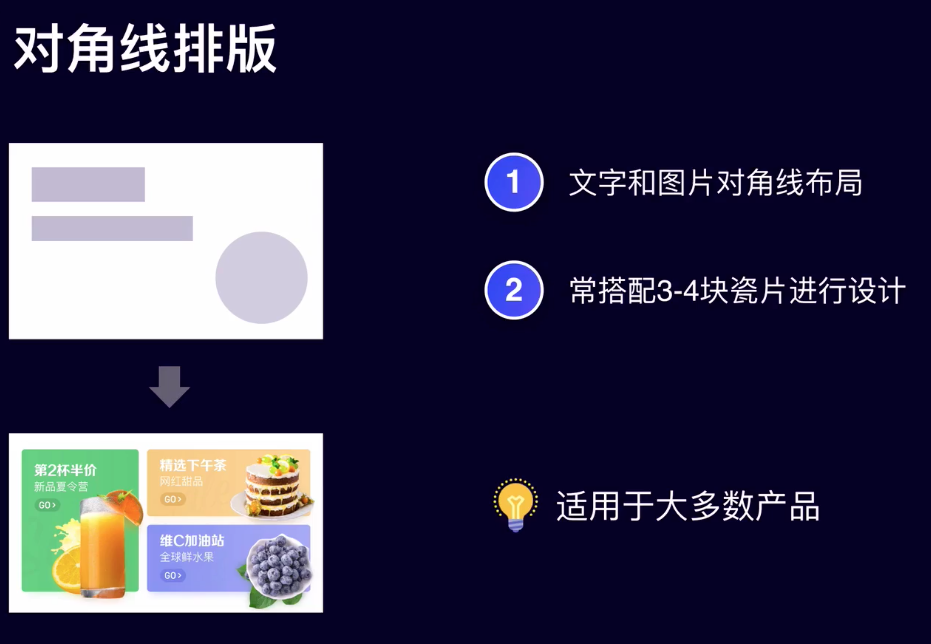 对角线排版
1 文字和图片对角线布局
2 常搭配3-4块瓷片进行设计
第2杯半价
新品夏令营
GO>
精选下午茶
网红甜品
GO>
维C加油站
全球鲜水果
GO>
适用于大多数产品